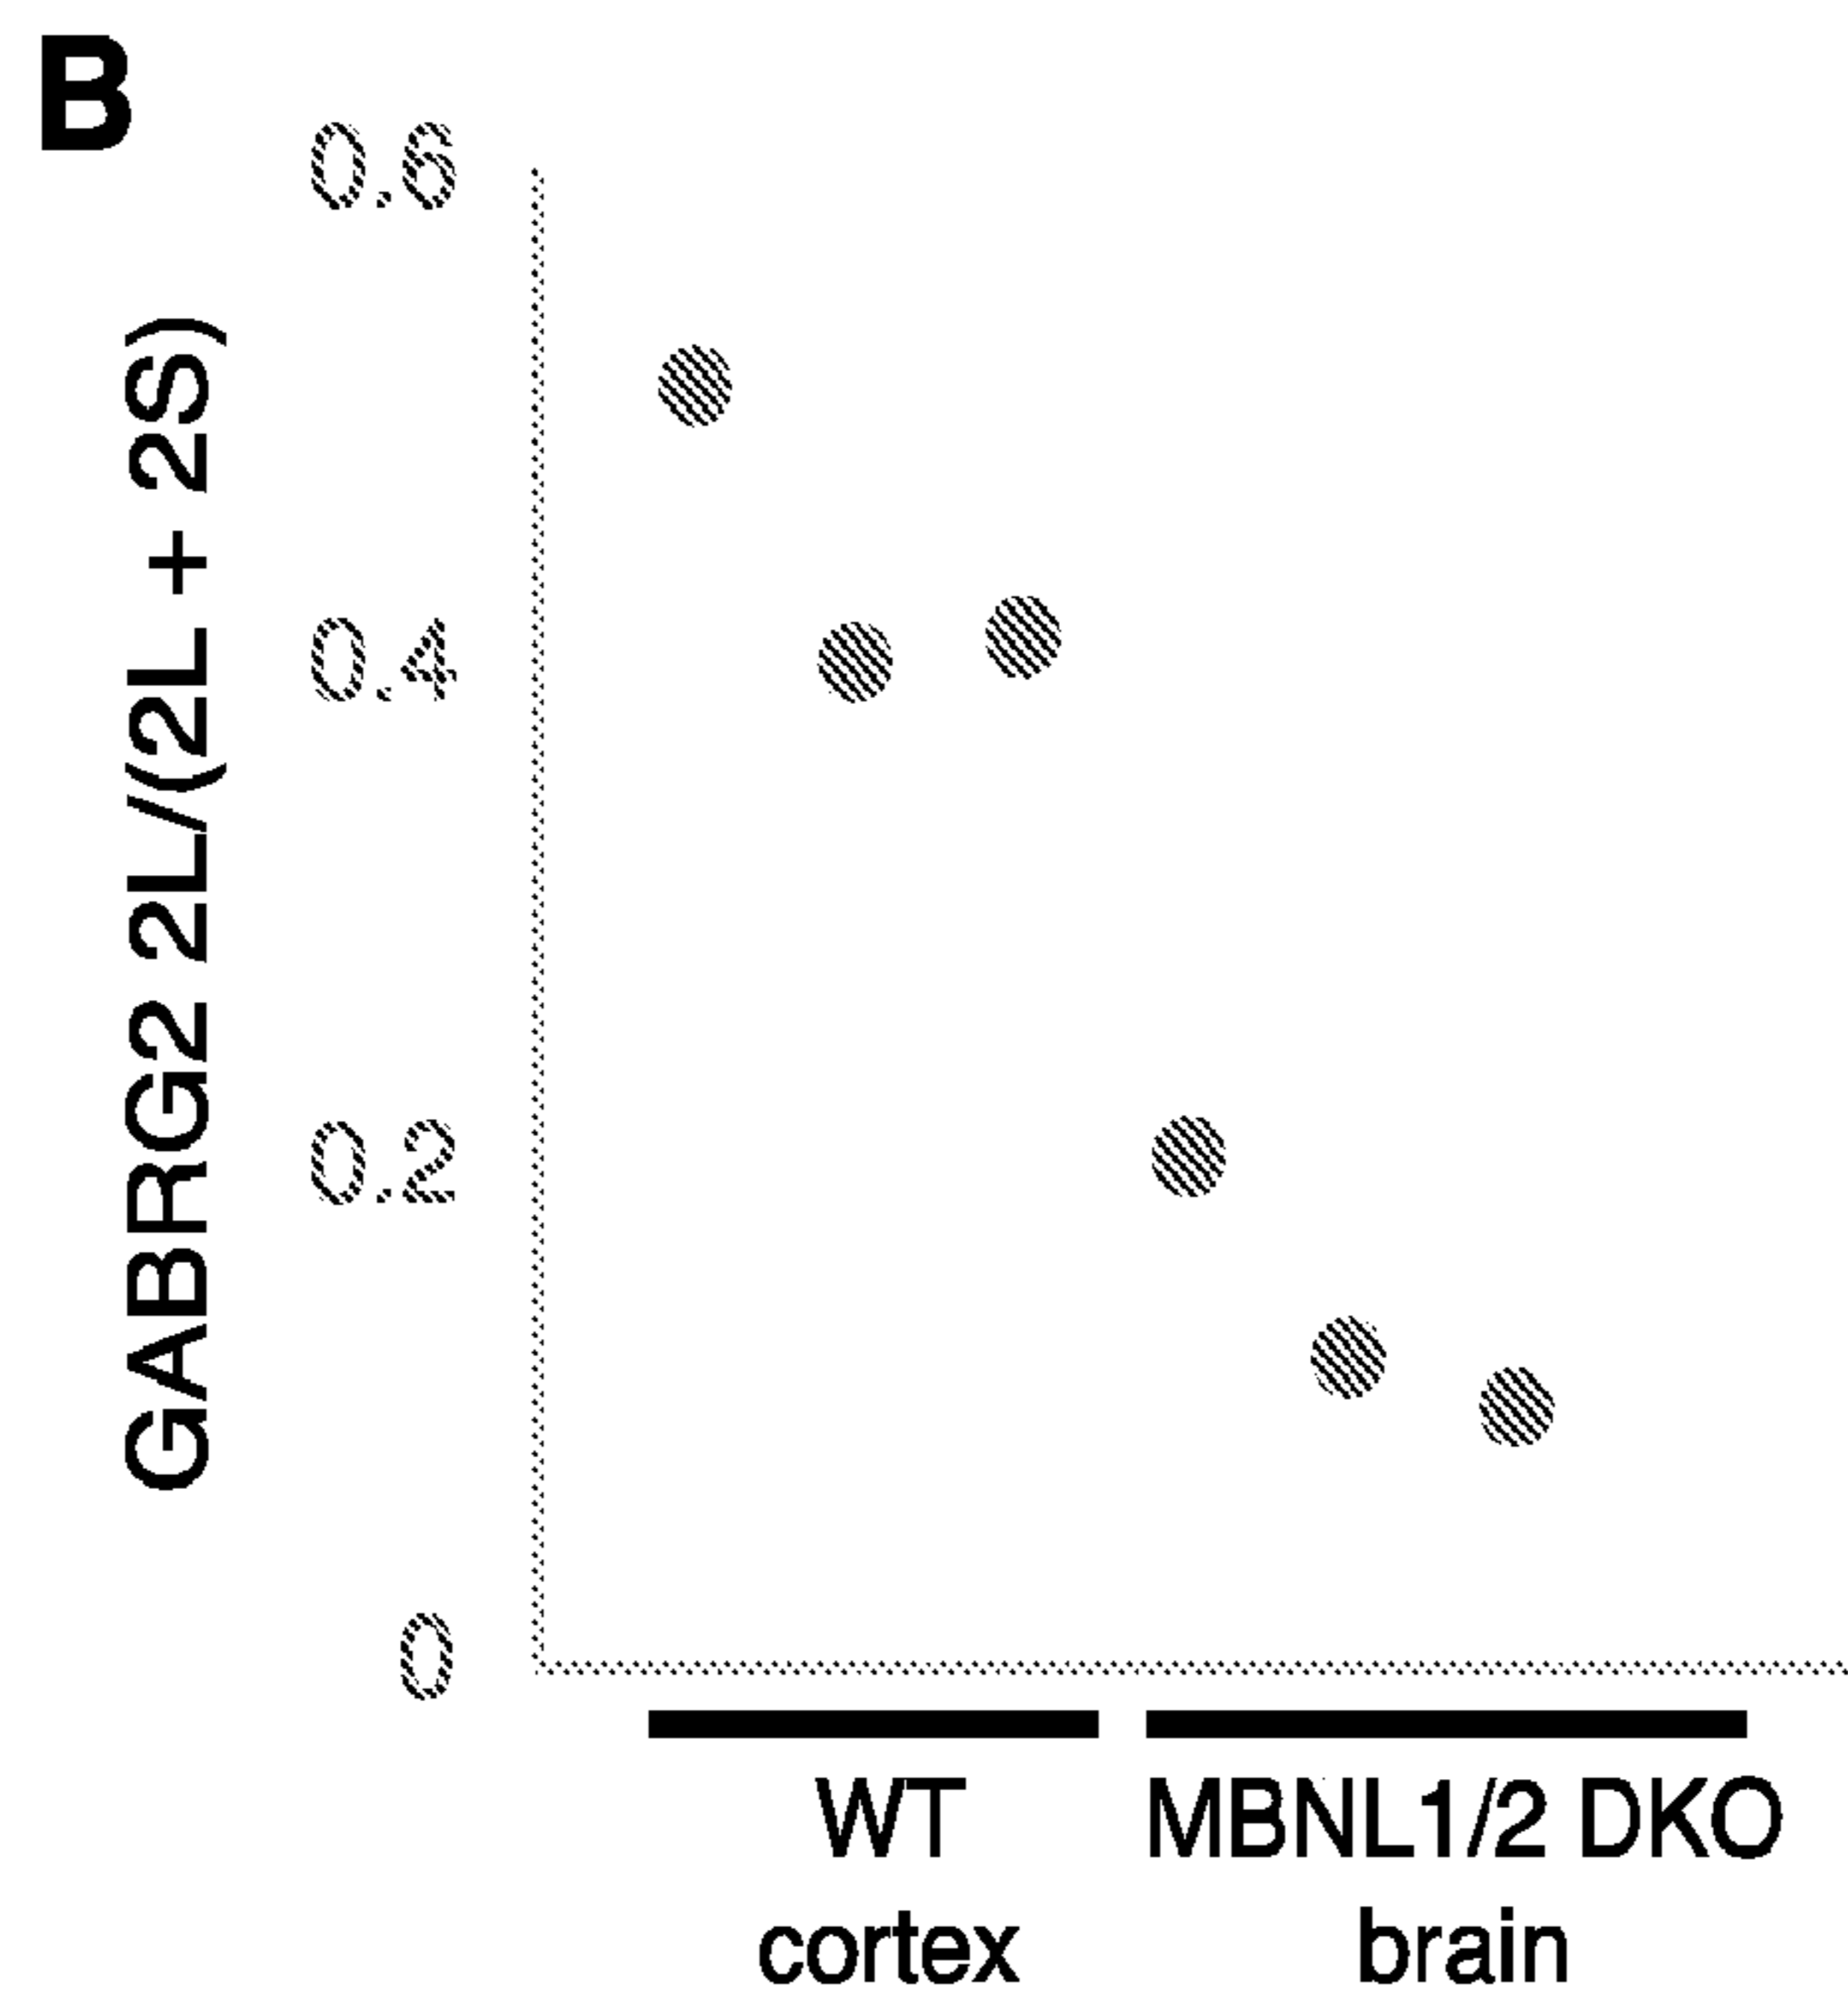 B
0.6
0.4
0.2
0
GABRG2 2L/(2L + 2S)
WT
cortex
MBNL1/2 DKO
brain